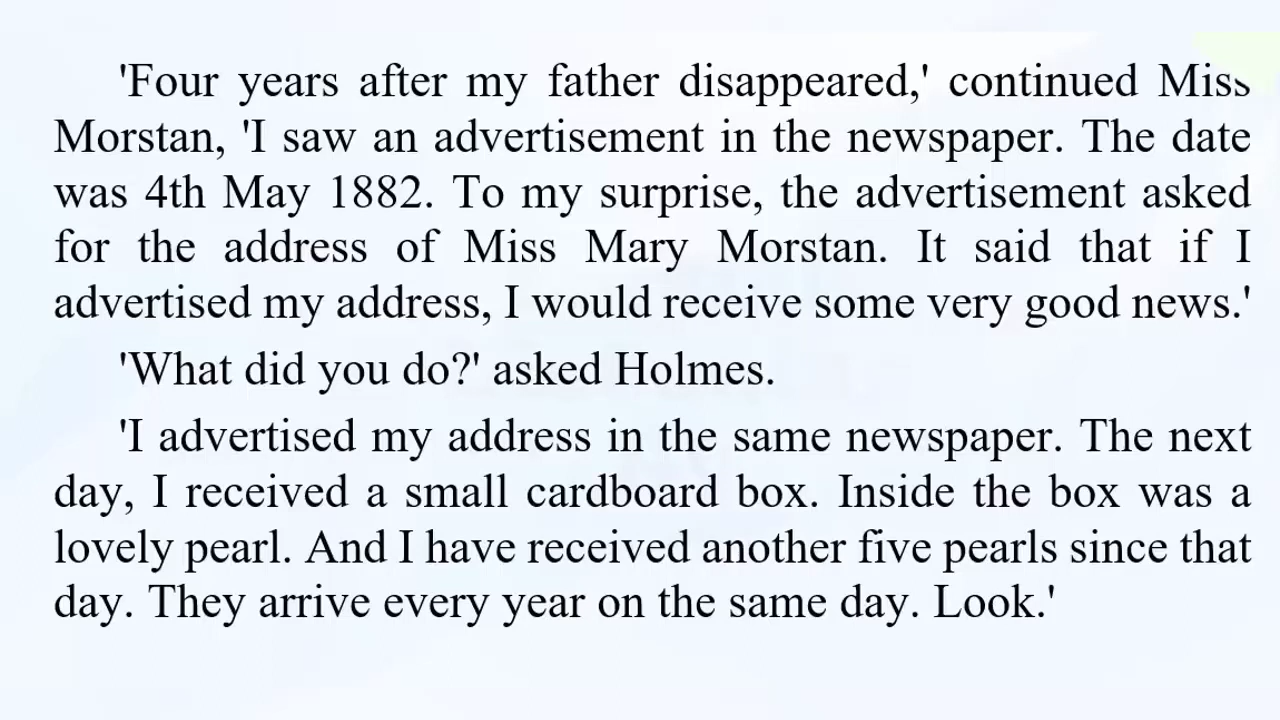 'Four years after my father disappeared,' continued Miss
Morstan, 'I saw an advertisement in the newspaper. The date
was 4th May 1882. To my surprise, the advertisement asked
for the address of Miss Mary Morstan. It said that if I
advertised my address, I would receive some very good news.'
'What did you do?' asked Holmes.
'I advertised my address in the same newspaper. The next
day, I received a small cardboard box. Inside the box was a
lovely pearl. And I have received another five pearls since that
day. They arrive every year on the same day. Look.'